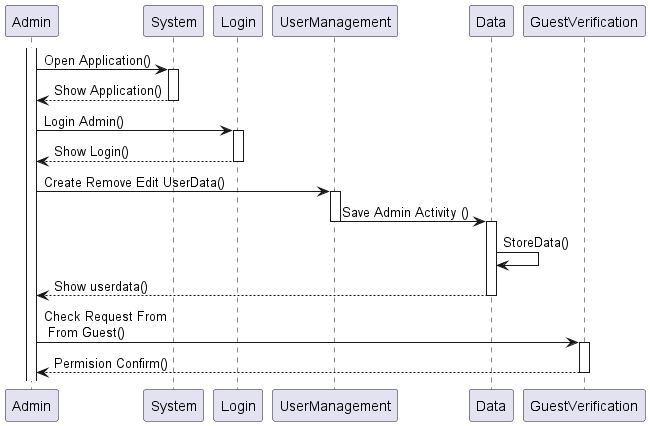 Admin System Login UserManagement Data GuestVerification
Open Application()
Show Application()
Login Admin()
Show Login()
Create Remove Edit UserData()
Save Admin Activity ()
StoreData()
Show userdata()
Check Request From
From Guest()
Permision Confirm()
Admin System Login UserManagement Data GuestVerification